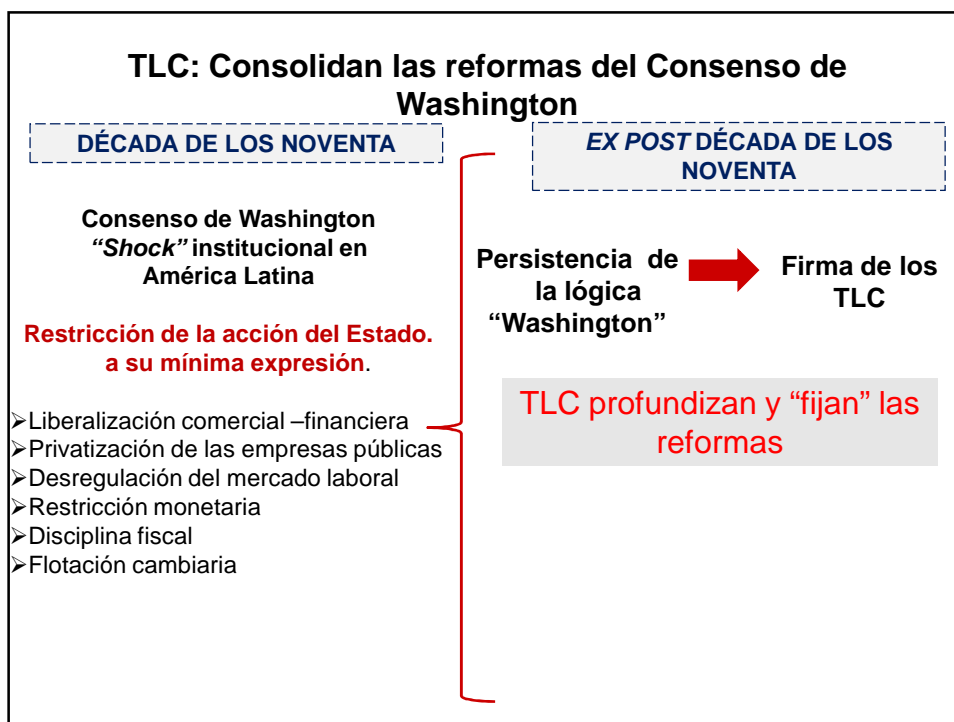 TLC: Consolidan las reformas del Consenso de
Washington
DÉCADA DE LOS NOVENTA
Consenso de Washington
“Shock” institucional en
América Latina
Restricción de la acción del Estado.
a su mínima expresión.
➢Liberalización comercial –financiera
➢Privatización de las empresas públicas
➢Desregulación del mercado laboral
➢Restricción monetaria
➢Disciplina fiscal
➢Flotación cambiaria
EX POST DÉCADA DE LOS
NOVENTA
Persistencia de
la lógica
“Washington”
Firma de los
TLC
TLC profundizan y “fijan” las
reformas